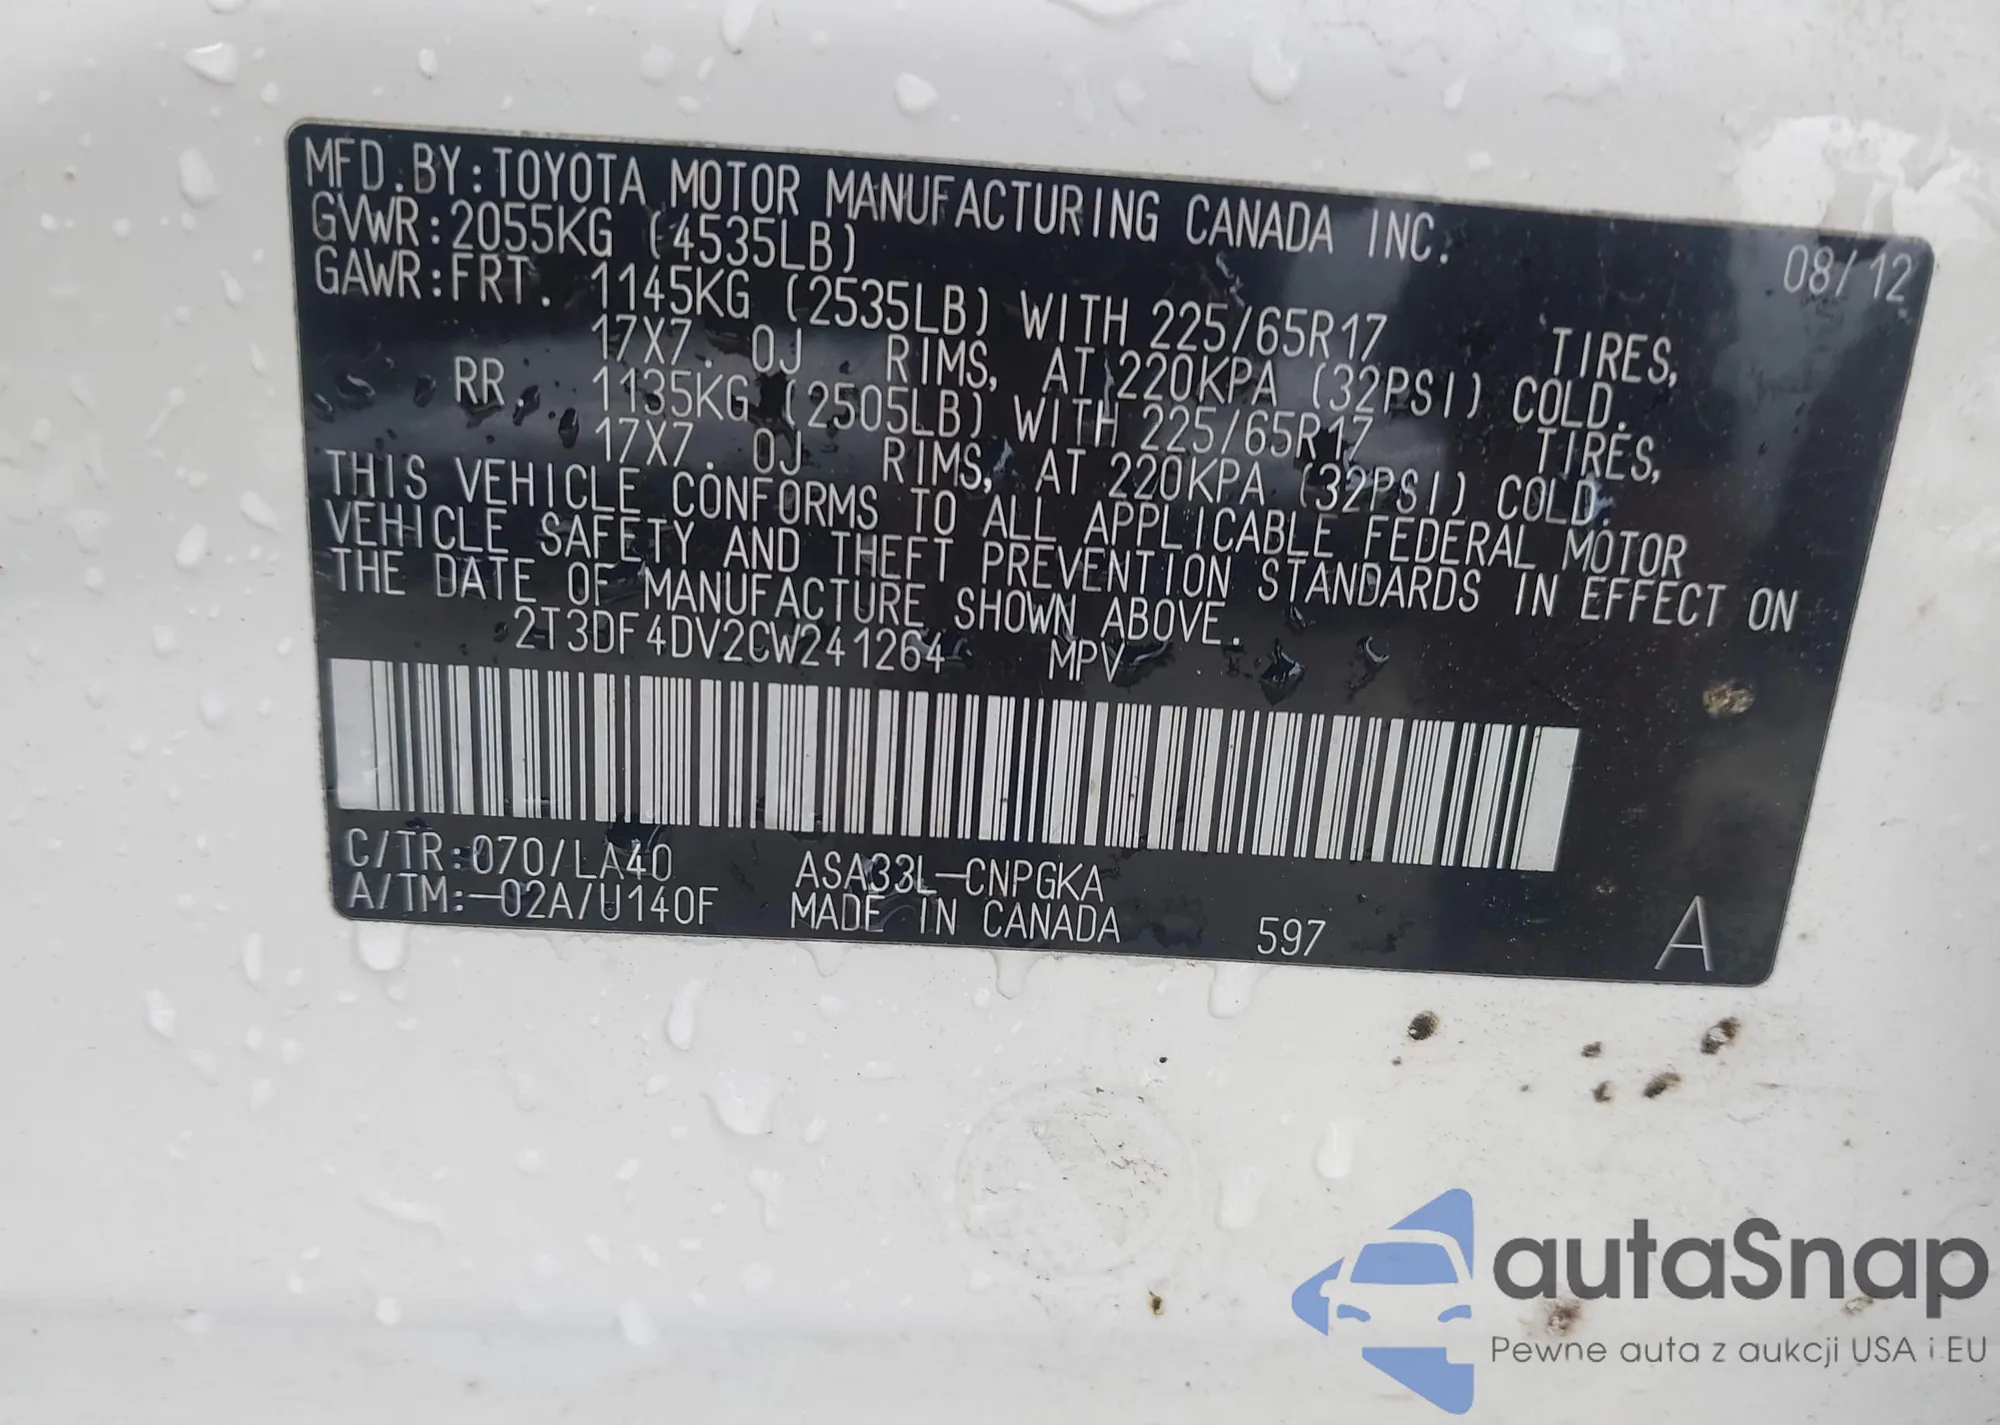 MFD.BY:TOYOTA MOTOR MANUFACTURING CANADA INC. 08/12
GVWR:2055KG (4535LB)
GAWR:FRT. 1145KG (2535LB) WITH 225/65R17 TIRES,
17X7.0J RIMS, AT 220KPA (32PSI) COLD.
RR. 1135KG (2505LB) WITH 225/65R17 TIRES,
17X7.0J RIMS, AT 220KPA (32PSI) COLD.
THIS VEHICLE CONFORMS TO ALL APPLICABLE FEDERAL MOTOR
VEHICLE SAFETY AND THEFT PREVENTION STANDARDS IN EFFECT ON
THE DATE OF MANUFACTURE SHOWN ABOVE.
2T3DF4DV2CW241264 MPV
C/TR:070/LA40 ASA33L-CNPGKA
A/TM:-02A/U140F MADE IN CANADA 597 A
autaSnap
Pewne auta z aukcji USA i EU